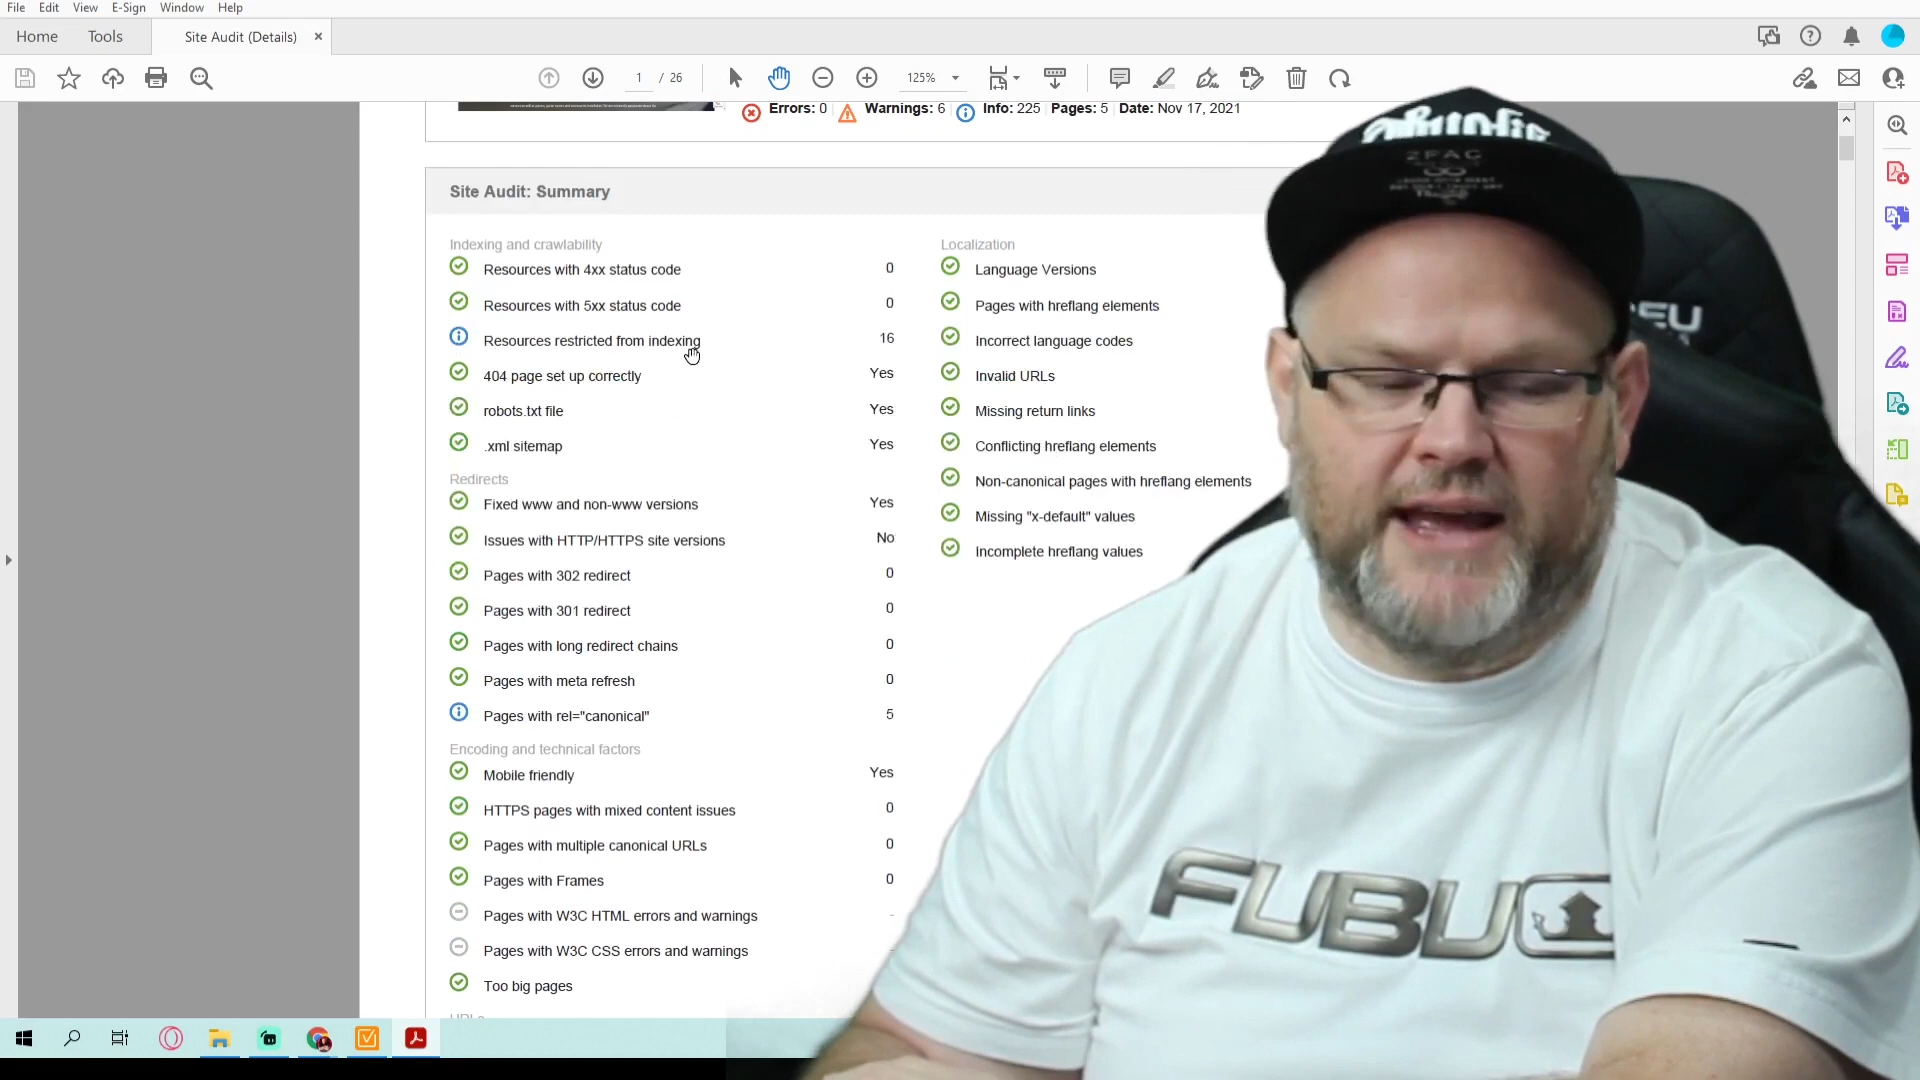 File Edit View E-Sign Window Help
Home Tools Site Audit (Details) ×
1 / 26 125%
Errors: 0 Warnings: 6 Info: 225 Pages: 5 Date: Nov 17, 2021
Site Audit: Summary
Indexing and crawlability
Resources with 4xx status code 0
Resources with 5xx status code 0
Resources restricted from indexing 16
404 page set up correctly Yes
robots.txt file Yes
.xml sitemap Yes
Redirects
Fixed www and non-www versions Yes
Issues with HTTP/HTTPS site versions No
Pages with 302 redirect 0
Pages with 301 redirect 0
Pages with long redirect chains 0
Pages with meta refresh 0
Pages with rel="canonical" 5
Encoding and technical factors
Mobile friendly Yes
HTTPS pages with mixed content issues 0
Pages with multiple canonical URLs 0
Pages with Frames 0
Pages with W3C HTML errors and warnings -
Pages with W3C CSS errors and warnings
Too big pages
Localization
Language Versions
Pages with hreflang elements
Incorrect language codes
Invalid URLs
Missing return links
Conflicting hreflang elements
Non-canonical pages with hreflang elements
Missing "x-default" values
Incomplete hreflang values
2PAC
FUBU